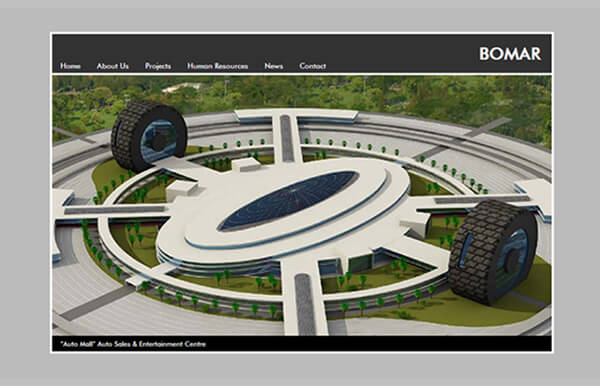 BOMAR
Home About Us Projects Human Resources News Contact
"Auto Mall" Auto Sales & Entertainment Centre